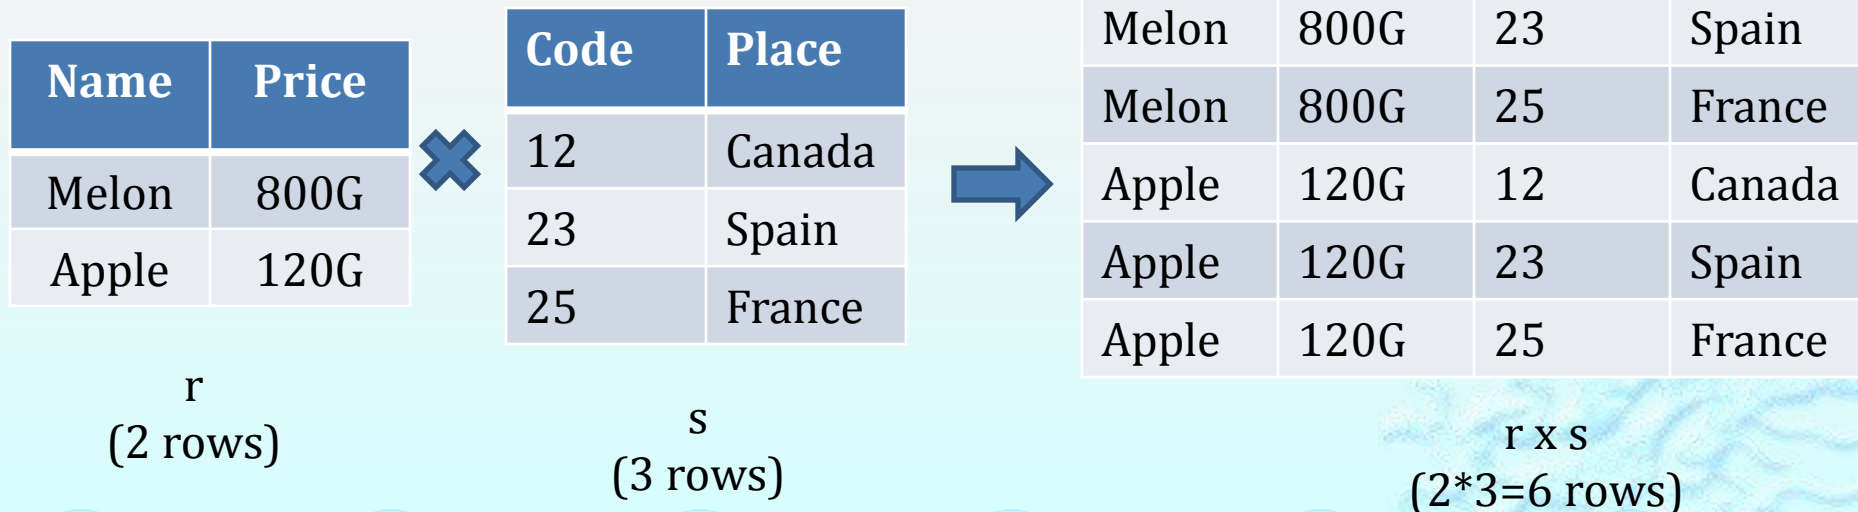 Name Price
Melon 800G
Apple 120G
r
(2 rows)
Code Place
12 Canada
23 Spain
25 France
s
(3 rows)
Melon 800G 23 Spain
Melon 800G 25 France
Apple 120G 12 Canada
Apple 120G 23 Spain
Apple 120G 25 France
r x s
(2*3=6 rows)